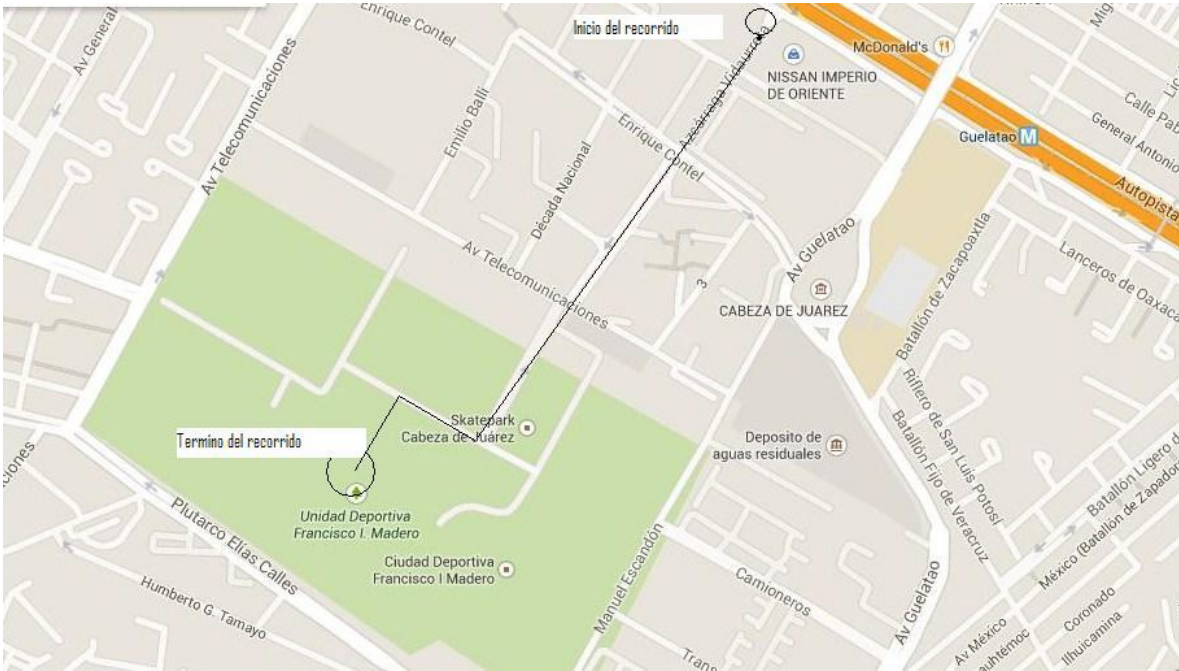 Enrique Contel
Inicio del recorrido
Av General
Av Telecomunicaciones
McDonald's
NISSAN IMPERIO
DE ORIENTE
Azcárraga Vidaurreta
Emilio Balli
Enrique Contel
Década Nacional
Guelatao
M
General Antonio
Autopista
Av Guelatao
Lanceros de Oaxaca
Batallón de Zacapoaxtla
Av Telecomunicaciones
3
CABEZA DE JUAREZ
Skatepark
Cabeza de Juárez
Termino del recorrido
Riflero de San Luis Potosí
Deposito de
aguas residuales
Batallón Fijo de Veracruz
Batallón Ligero d
México (Batallón de Zapador
Plutarco Elías Calles
Unidad Deportiva
Francisco I. Madero
Ciudad Deportiva
Francisco I Madero
Manuel Escandón
Camioneros
Humberto G. Tamayo
Av Guelatao
Coronado
Ilhuicamina
Av México
Trans